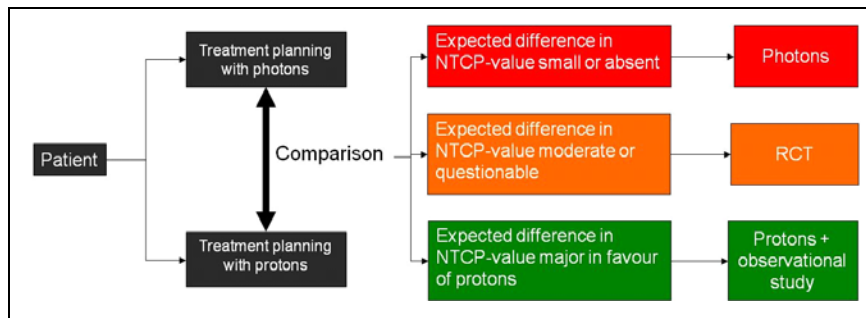 Patient
Treatment planning
with photons
Treatment planning
with protons
Comparison
Expected difference in
NTCP-value small or absent
Photons
Expected difference in
NTCP-value moderate or
questionable
RCT
Expected difference in
NTCP-value major in favour
of protons
Protons +
observational
study